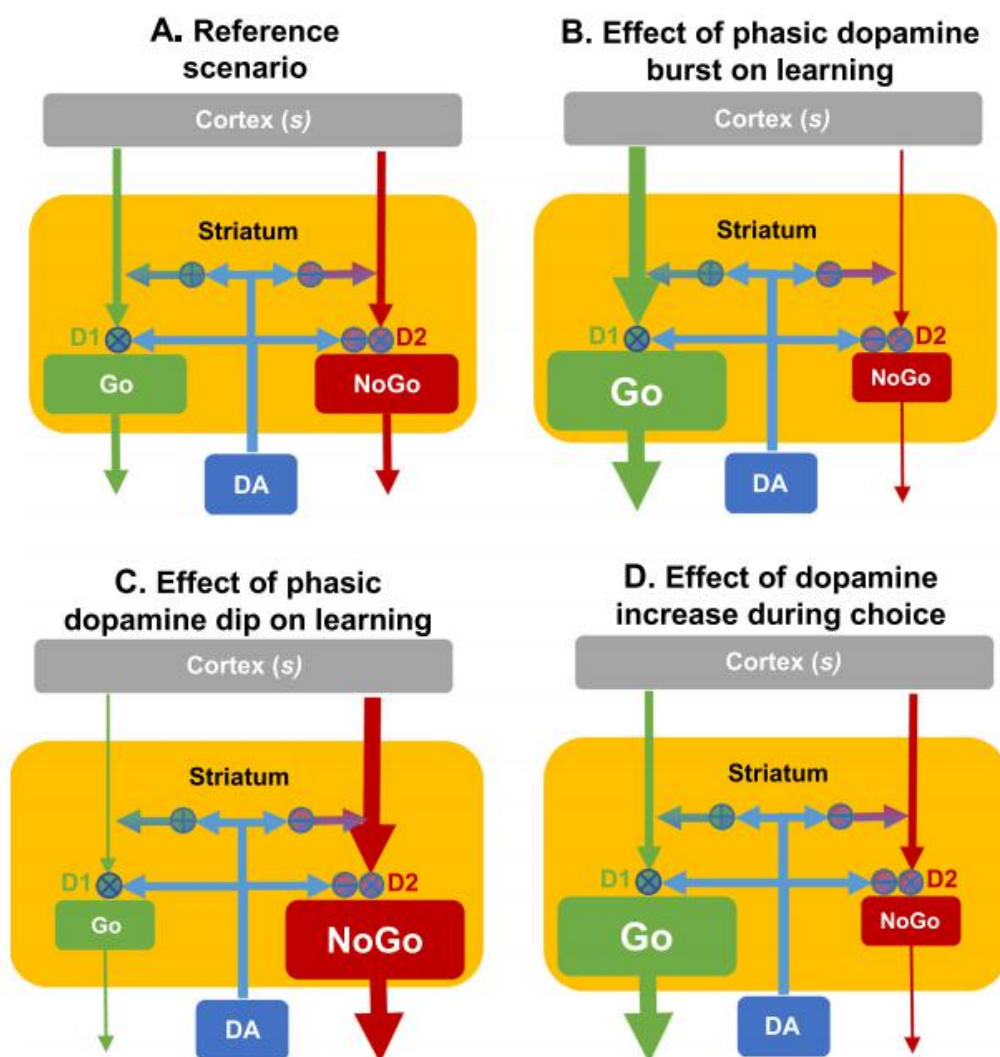 A. Reference
scenario
Cortex (s)
Striatum
D1
D2
Go
NoGo
DA
B. Effect of phasic dopamine
burst on learning
Cortex (s)
Striatum
D1
D2
Go
NoGo
DA
C. Effect of phasic
dopamine dip on learning
Cortex (s)
Striatum
D1
D2
Go
NoGo
DA
D. Effect of dopamine
increase during choice
Cortex (s)
Striatum
D1
D2
Go
NoGo
DA